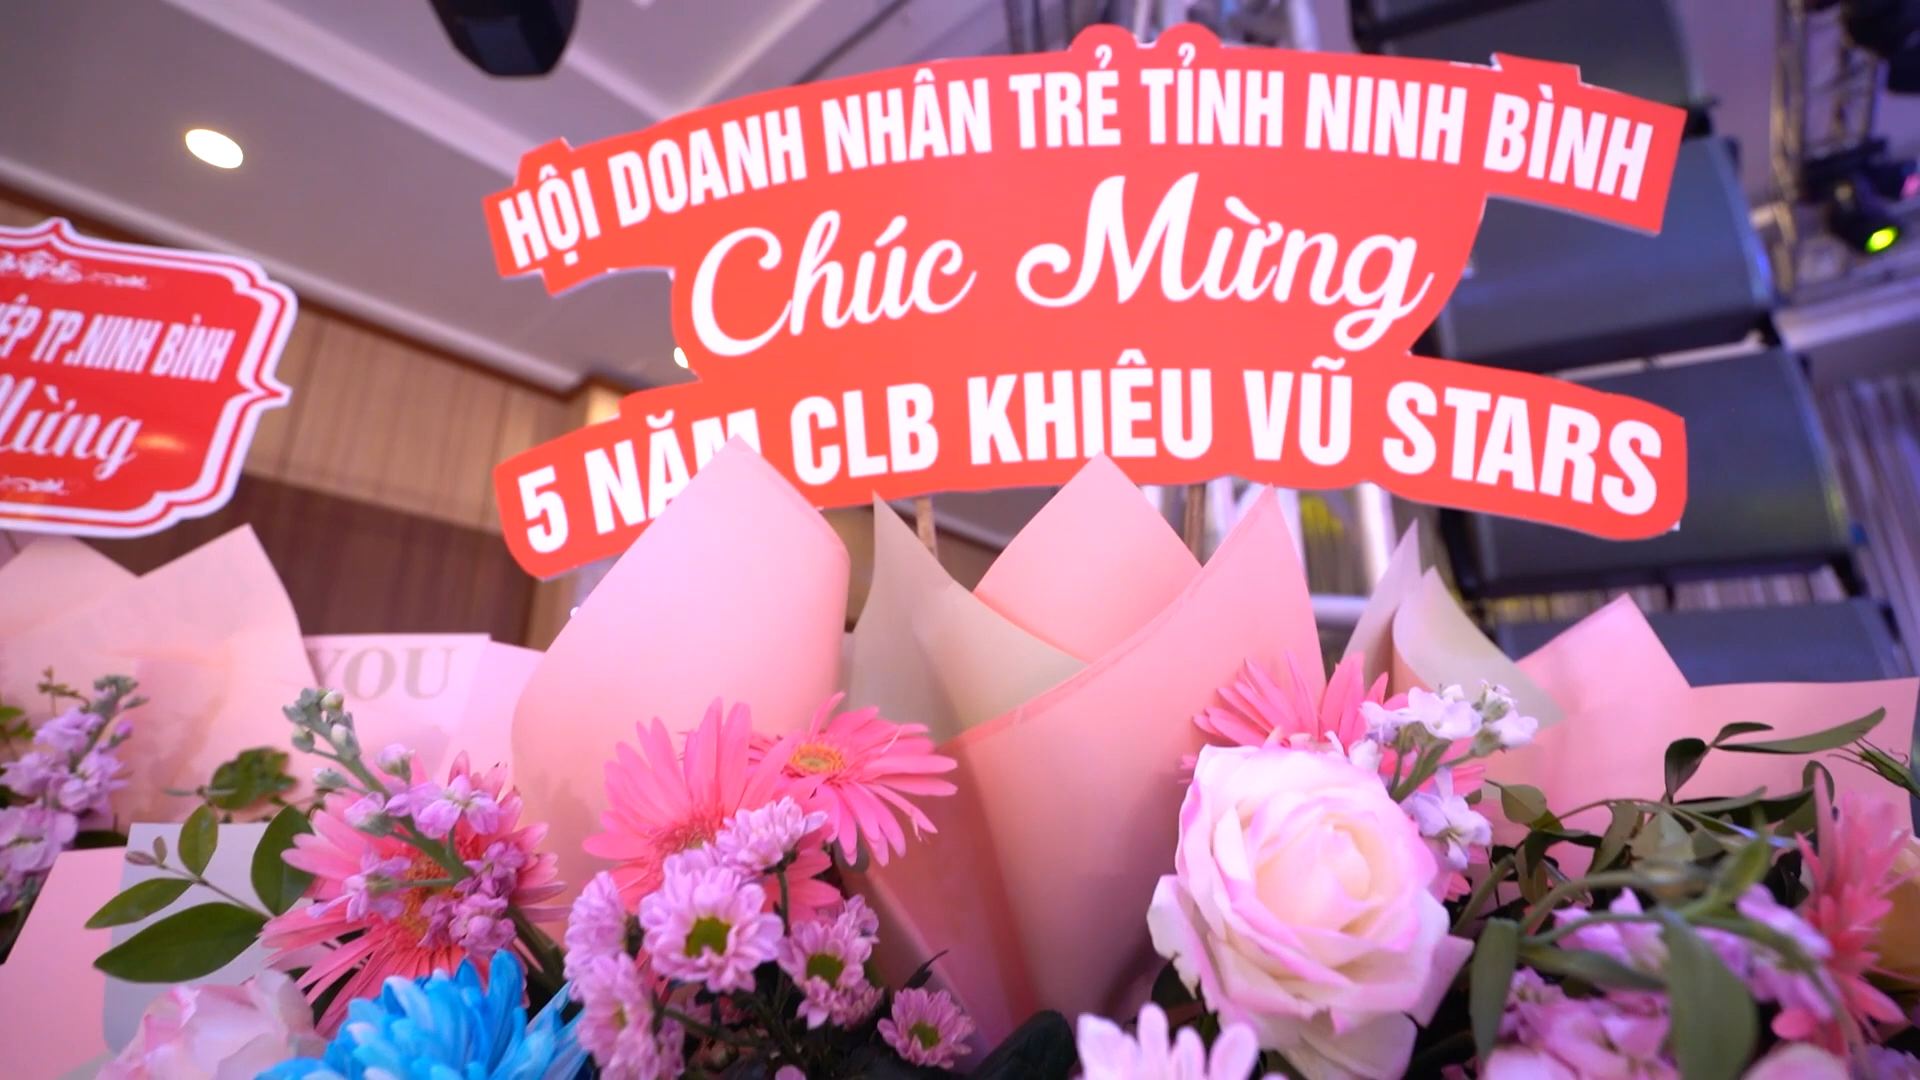 HỘI DOANH NHÂN TRẺ TỈNH NINH BÌNH
Chúc Mừng
5 NĂM CLB KHIÊU VŨ STARS
TP.NINH BÌNH
Mừng
YOU